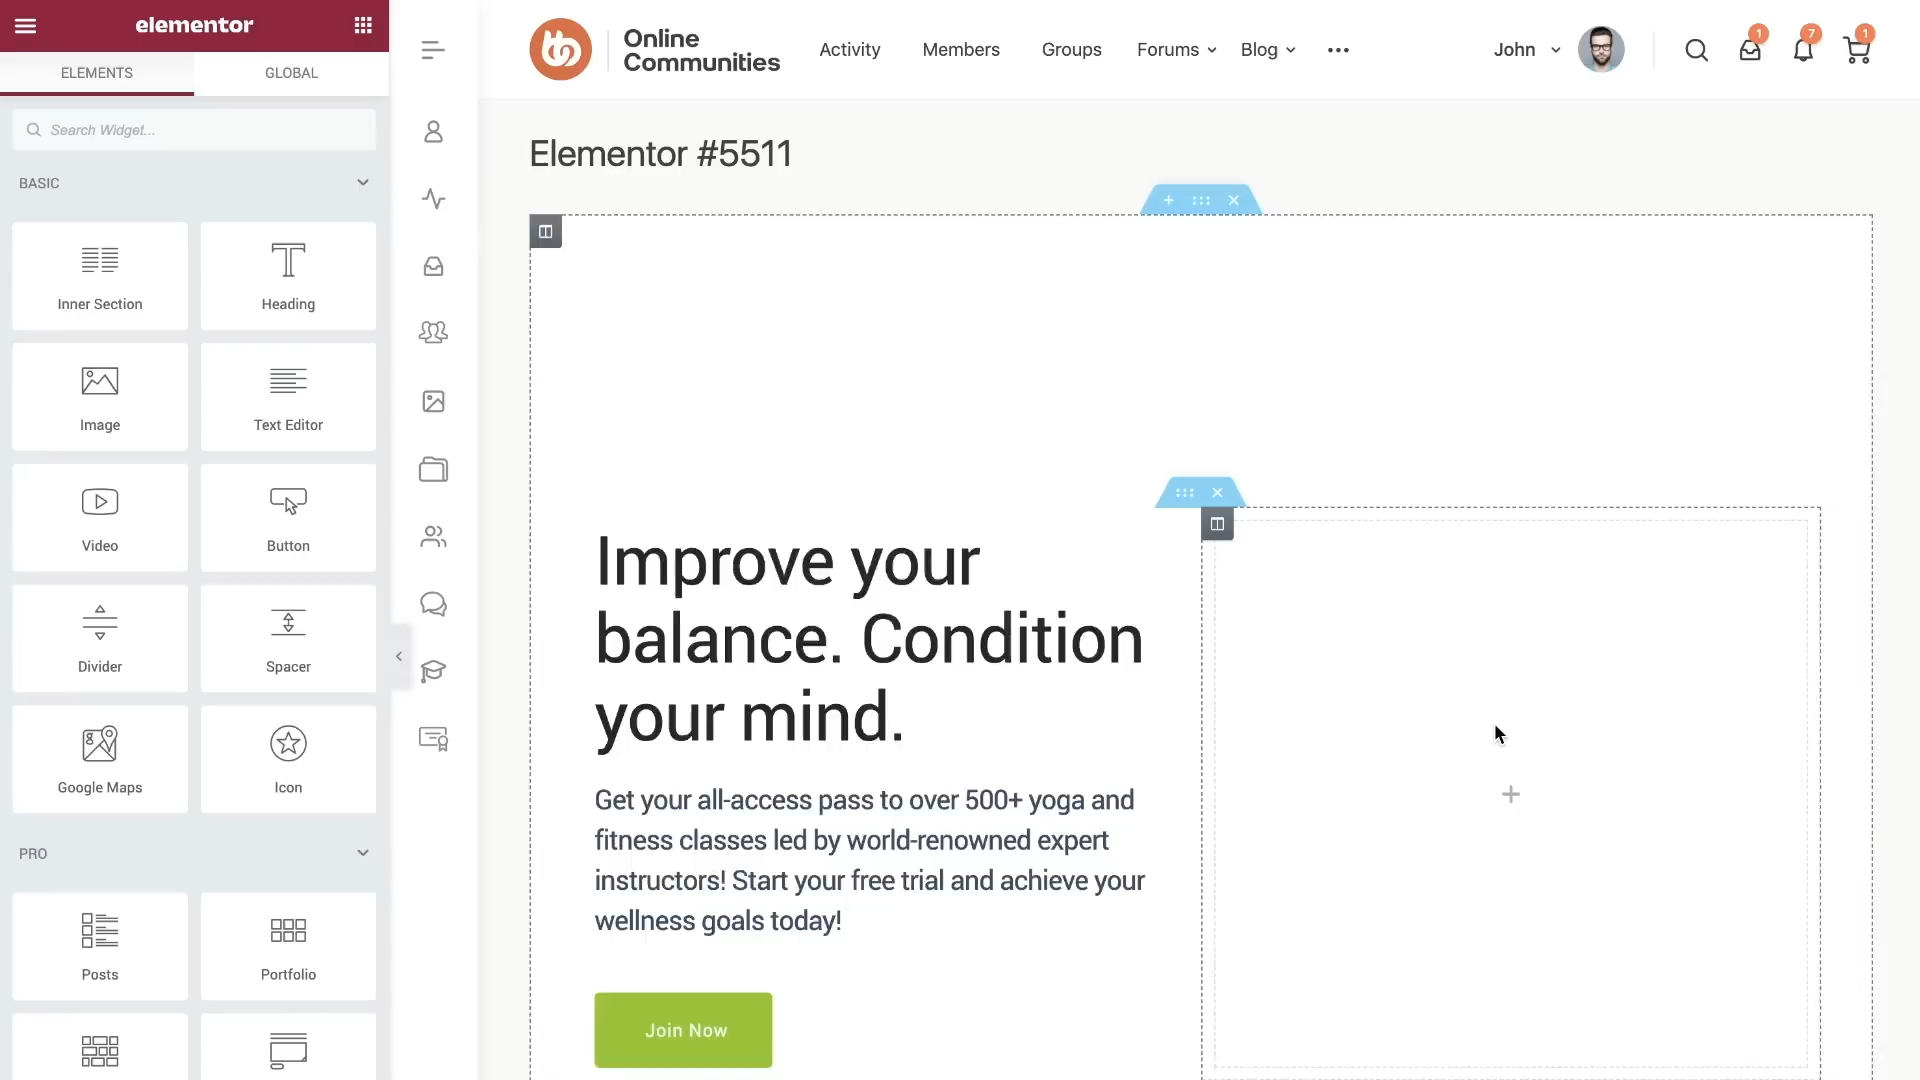 elementor
ELEMENTS
GLOBAL
Search Widget...
BASIC
Inner Section
Heading
Image
Text Editor
Video
Button
Divider
Spacer
Google Maps
Icon
PRO
Posts
Portfolio
Online
Communities
Activity
Members
Groups
Forums
Blog
John
1
7
1
Elementor #5511
Improve your
balance. Condition
your mind.
Get your all-access pass to over 500+ yoga and
fitness classes led by world-renowned expert
instructors! Start your free trial and achieve your
wellness goals today!
Join Now